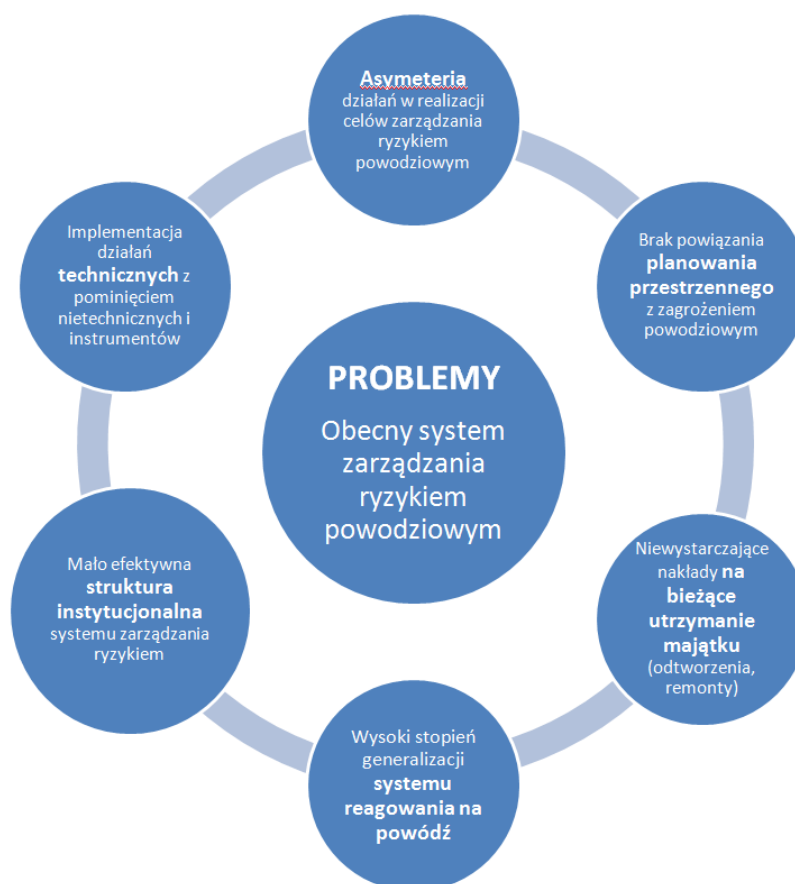 Asymeteria
działań w realizacji
celów zarządzania
ryzykiem
powodziowym
Brak powiązania
planowania
przestrzennego
z zagrożeniem
powodziowym
Niewystarczające
nakłady na
bieżące
utrzymanie
majątku
(odtworzenia,
remonty)
Wysoki stopień
generalizacji
systemu
reagowania na
powódź
Mało efektywna
struktura
instytucjonalna
systemu zarządzania
ryzykiem
Implementacja
działań
technicznych z
pominięciem
nietechnicznych i
instrumentów
PROBLEMY
Obecny system
zarządzania
ryzykiem
powodziowym